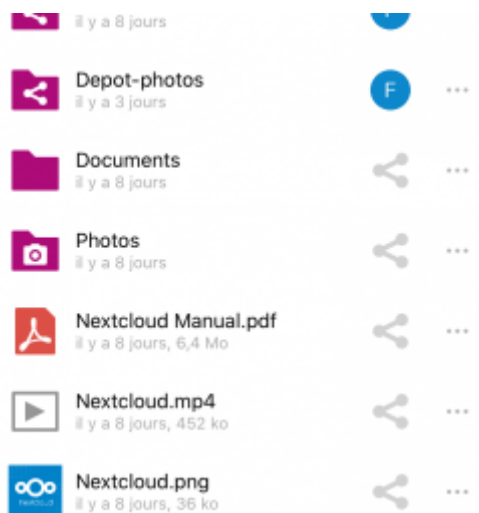 il y a 8 jours
F
Depot-photos
F
il y a 3 jours
Documents
il y a 8 jours
Photos
il y a 8 jours
Nextcloud Manual.pdf
il y a 8 jours, 6,4 Mo
Nextcloud.mp4
il y a 8 jours, 452 ko
Nextcloud.png
il y a 8 jours, 36 ko